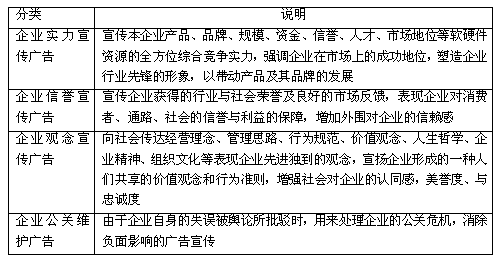 分类 说明
企业实力宣 宣传本企业产品、品牌、规模、资金、信誉、人才、市场地位等软硬件
传广告 资源的全方位综合竞争实力，强调企业在市场上的成功地位，塑造企业
行业先锋的形象，以带动产品及其品牌的发展
企业信誉宣 宣传企业获得的行业与社会荣誉及良好的市场反馈，表现企业对消费
传广告 者、通路、社会的信誉与利益的保障，增加外围对企业的信赖感
企业观念宣 向社会传达经营理念、管理思路、行为规范、价值观念、人生哲学、企
传广告 业精神、组织文化等表现企业先进独到的观念，宣扬企业形成的一种人
们共享的价值观念和行为准则，增强社会对企业的认同感，美誉度、与
忠诚度
企业公关维 由于企业自身的失误被舆论所批驳时，用来处理企业的公关危机，消除
护广告 负面影响的广告宣传